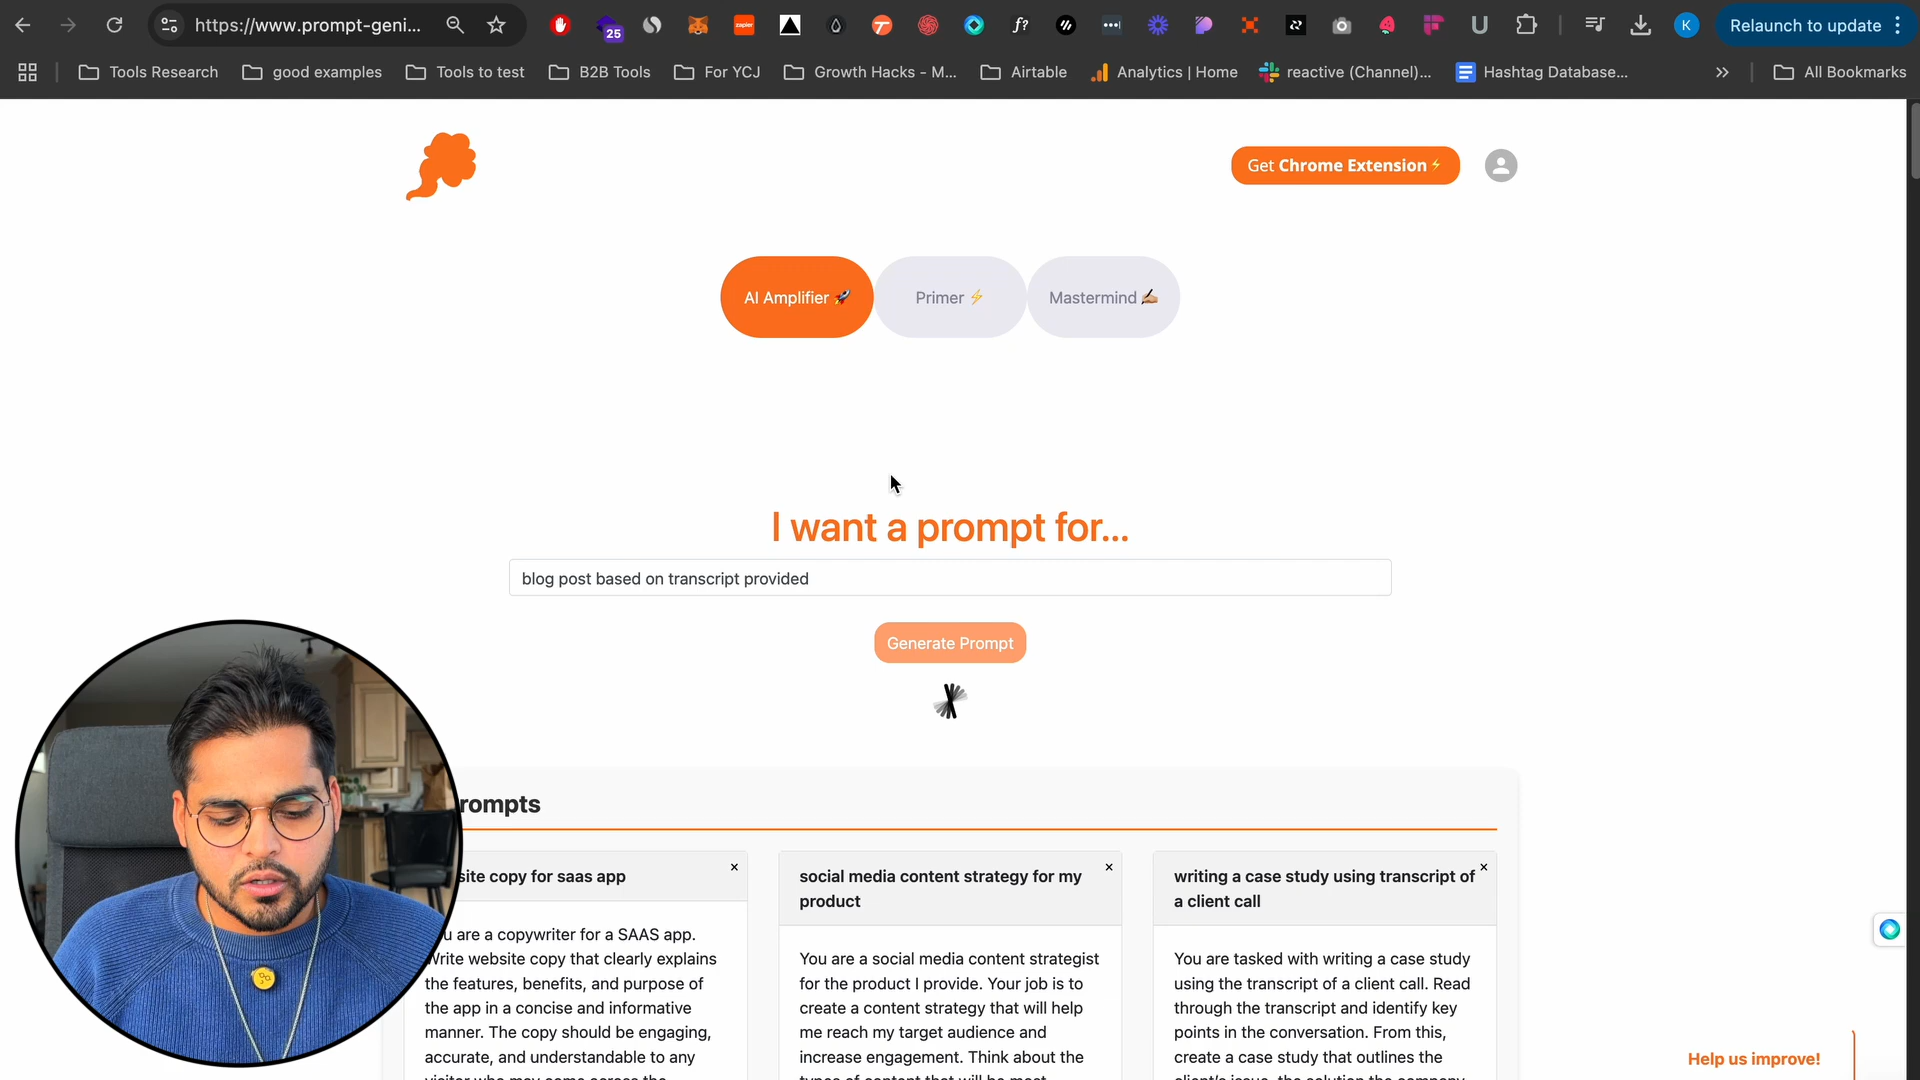 https://www.prompt-geni...
25
zapier
f?
K
Relaunch to update
Tools Research
good examples
Tools to test
B2B Tools
For YCJ
Growth Hacks - M...
Airtable
Analytics | Home
reactive (Channel)...
Hashtag Database...
All Bookmarks
Get Chrome Extension
AI Amplifier
Primer
Mastermind
I want a prompt for...
blog post based on transcript provided
Generate Prompt
rompts
site copy for saas app
×
u are a copywriter for a SAAS app.
Write website copy that clearly explains
the features, benefits, and purpose of
the app in a concise and informative
manner. The copy should be engaging,
accurate, and understandable to any
social media content strategy for my
product
×
You are a social media content strategist
for the product I provide. Your job is to
create a content strategy that will help
me reach my target audience and
increase engagement. Think about the
writing a case study using transcript of
a client call
×
You are tasked with writing a case study
using the transcript of a client call. Read
through the transcript and identify key
points in the conversation. From this,
create a case study that outlines the
Help us improve!